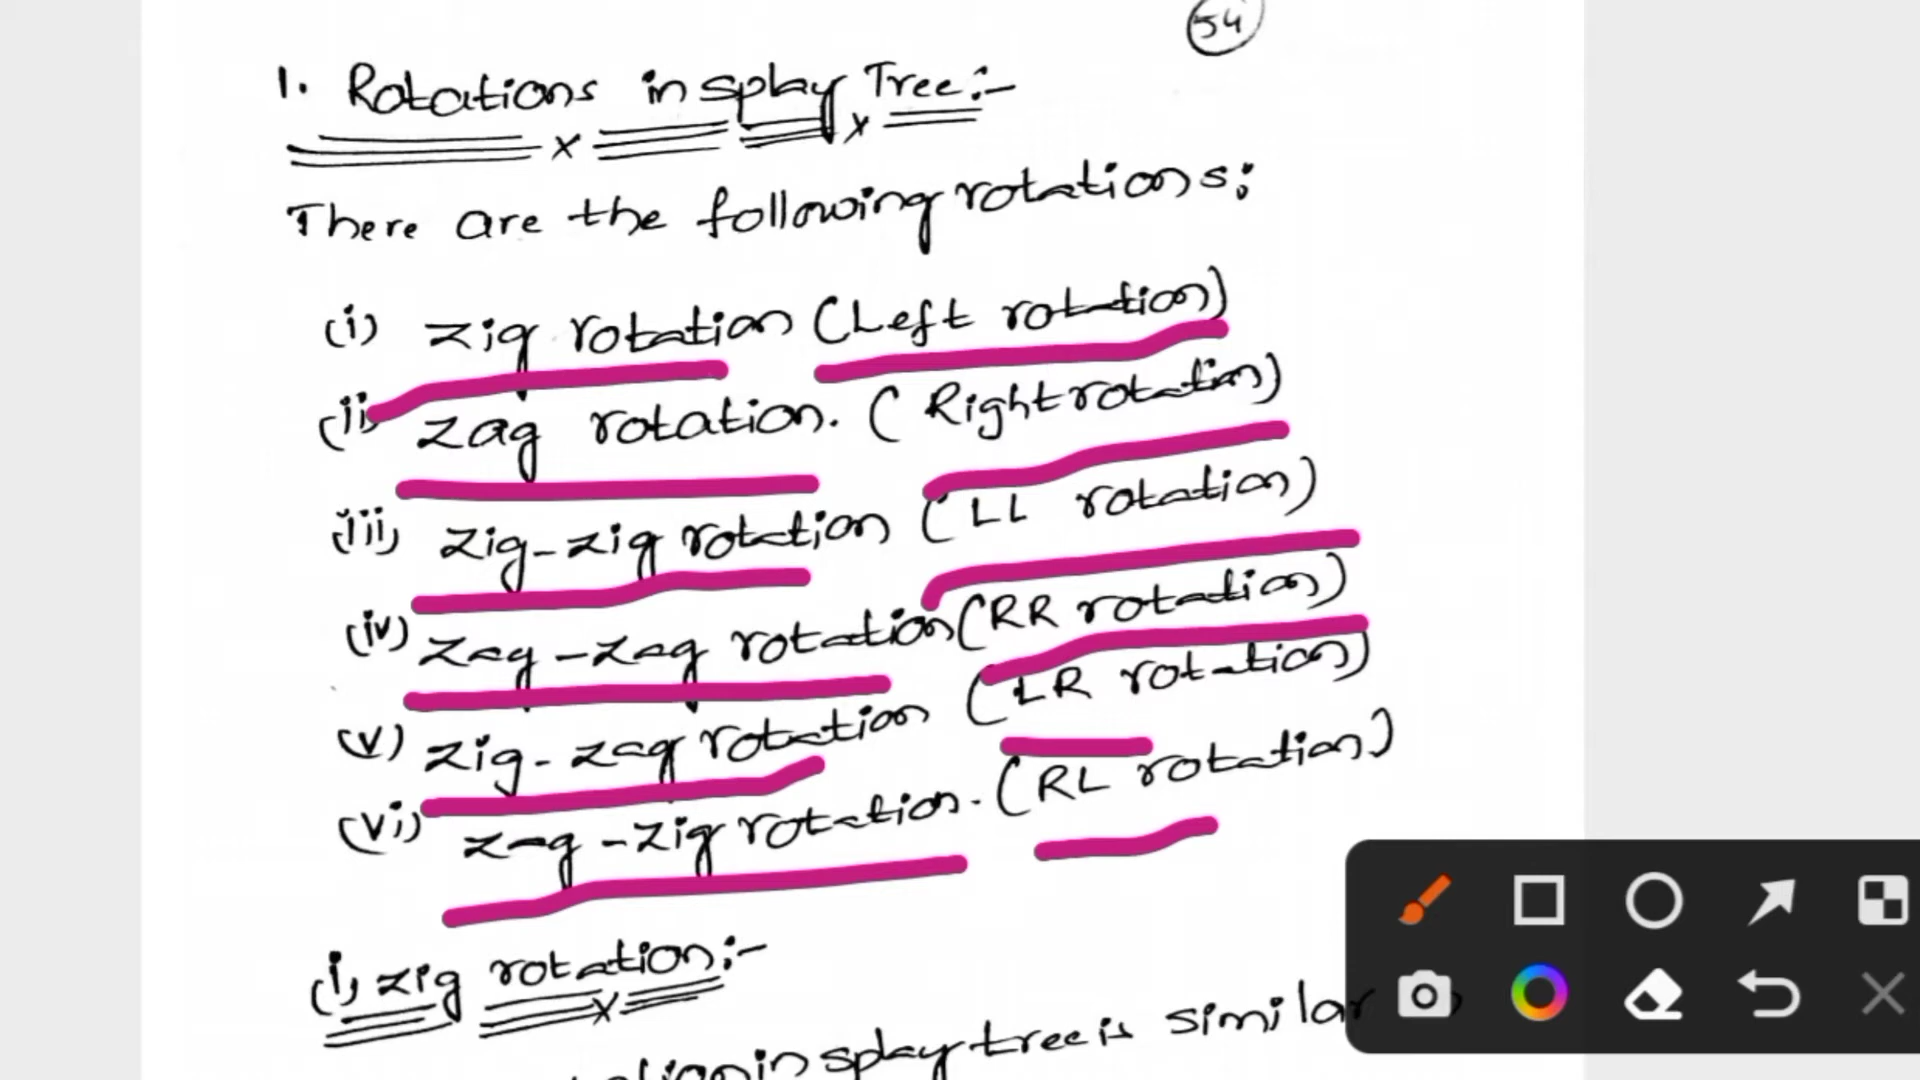 54
1. Rotations in Splay Tree:-
There are the following rotations:
(i) Zig rotation (Left rotation)
(ii) Zag rotation. (Right rotation)
(iii) Zig-zig rotation (LL rotation)
(iv) Zag-zag rotation (RR rotation)
(v) Zig-zag rotation (LR rotation)
(vi) Zag-zig rotation. (RL rotation)
(i) Zig rotation:-
in splay tree is similar